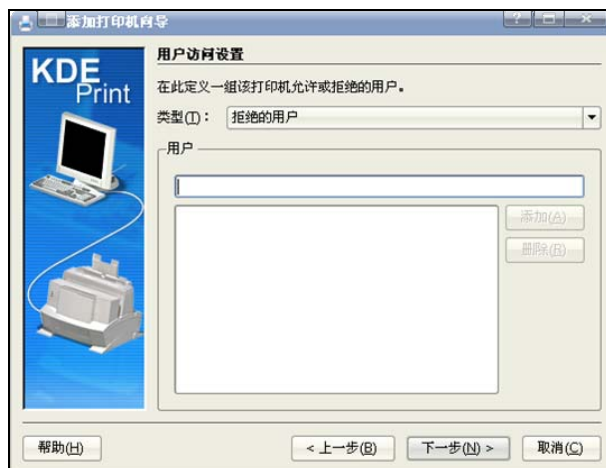 添加打印机向导
KDE
Print
用户访问设置
在此定义一组该打印机允许或拒绝的用户。
类型(T)： 拒绝的用户
用户
添加(A)
删除(R)
帮助(H) < 上一步(B) 下一步(N) > 取消(C)